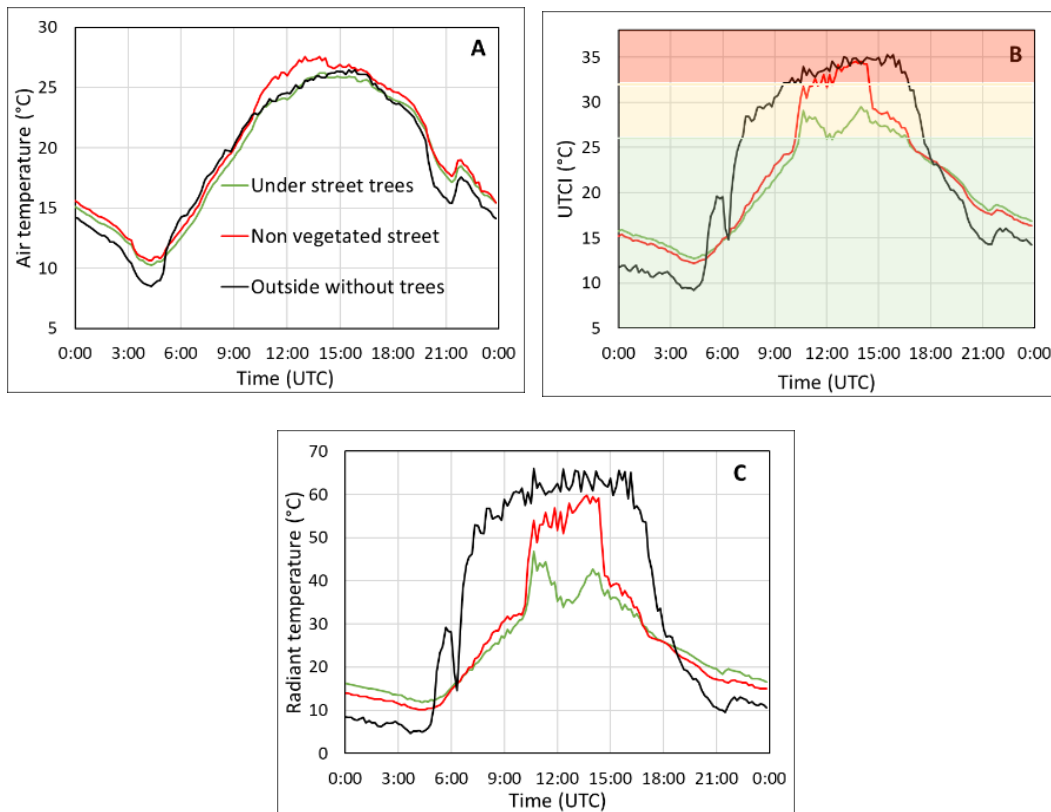 A
Air temperature (°C)
30
25
20
15
10
5
Under street trees
Non vegetated street
Outside without trees
0:00 3:00 6:00 9:00 12:00 15:00 18:00 21:00 0:00
Time (UTC)
B
UTCI (°C)
35
30
25
20
15
10
5
0:00 3:00 6:00 9:00 12:00 15:00 18:00 21:00 0:00
Time (UTC)
C
Radiant temperature (°C)
70
60
50
40
30
20
10
0
0:00 3:00 6:00 9:00 12:00 15:00 18:00 21:00 0:00
Time (UTC)